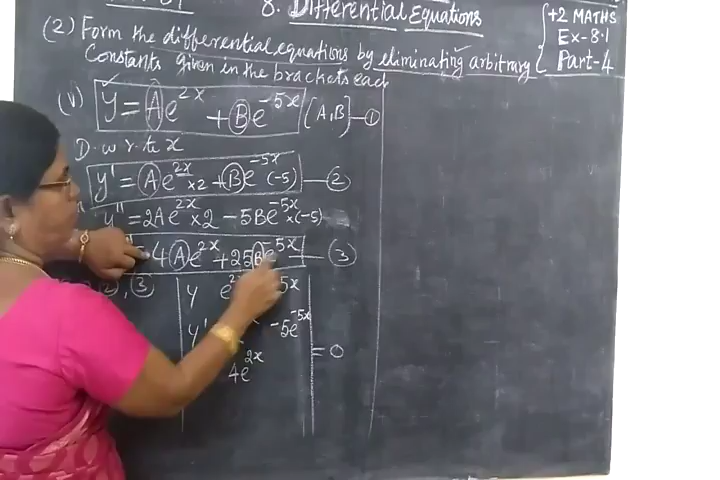 8. Differential Equations
+2 MATHS
Ex-8.1
Part-4
(2) Form the differential equations by eliminating arbitrary
Constants given in the brackets each
(V) y = Ae^{2x} + Be^{-5x} [A, B] — ①
D. w. r. to x
y' = Ae^{2x} × 2 + Be^{-5x} (-5) — ②
y'' = 2Ae^{2x} × 2 - 5Be^{-5x} × (-5)
4Ae^{2x} + 25Be^{-5x} — ③
②, ③
y e^{2x} 5x
y' -5e^{-5x}
= 0
4e^{2x}